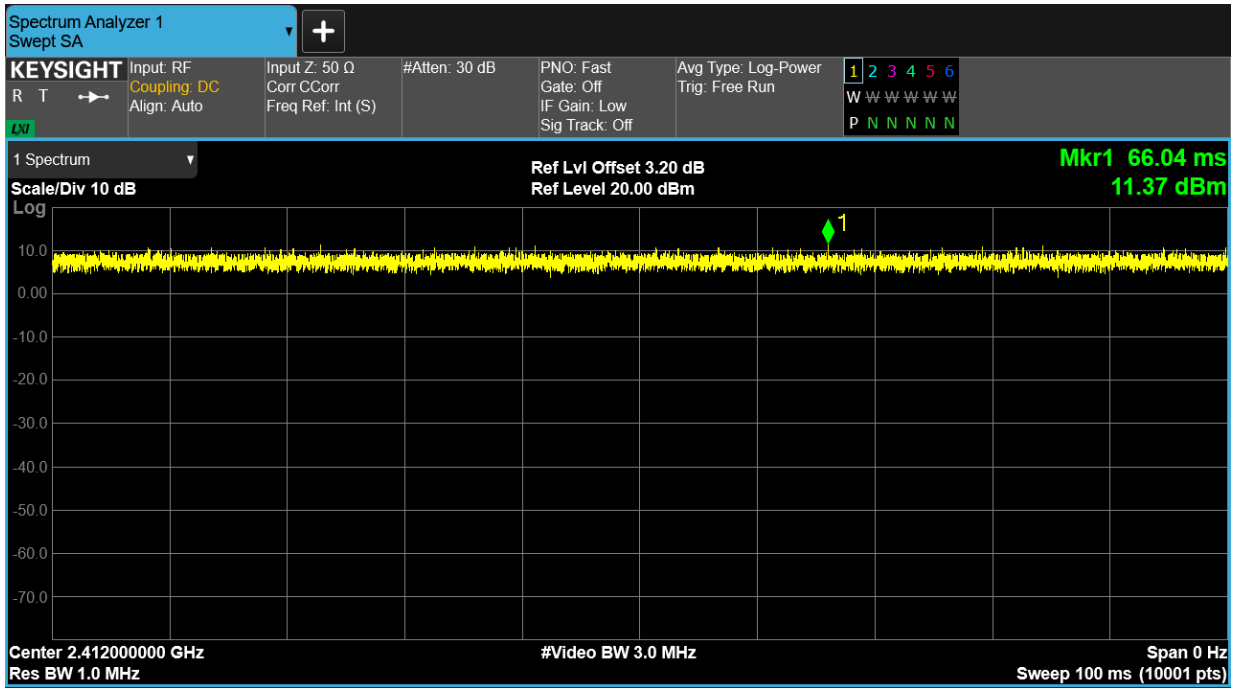 Spectrum Analyzer 1
Swept SA
▼
+
KEYSIGHT
R T
LXI
Input: RF
Coupling: DC
Align: Auto
Input Z: 50 Ω
Corr CCorr
Freq Ref: Int (S)
#Atten: 30 dB
PNO: Fast
Gate: Off
IF Gain: Low
Sig Track: Off
Avg Type: Log-Power
Trig: Free Run
1 2 3 4 5 6
W W W W W W
P N N N N N
1 Spectrum ▼
Scale/Div 10 dB
Log
Ref Lvl Offset 3.20 dB
Ref Level 20.00 dBm
Mkr1 66.04 ms
11.37 dBm
1
10.0
0.00
-10.0
-20.0
-30.0
-40.0
-50.0
-60.0
-70.0
Center 2.412000000 GHz
Res BW 1.0 MHz
#Video BW 3.0 MHz
Span 0 Hz
Sweep 100 ms (10001 pts)